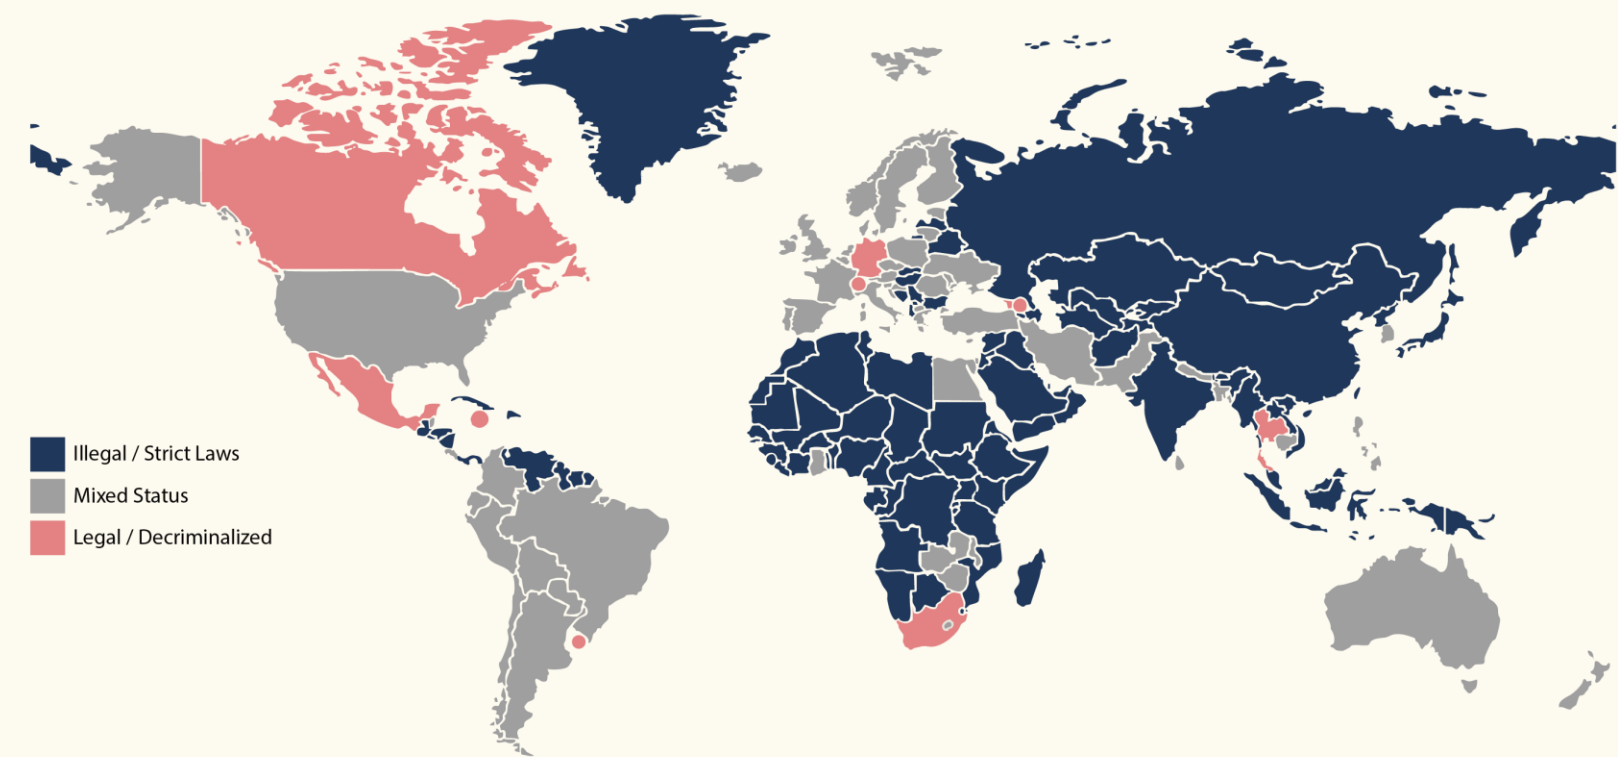 Illegal / Strict Laws
Mixed Status
Legal / Decriminalized